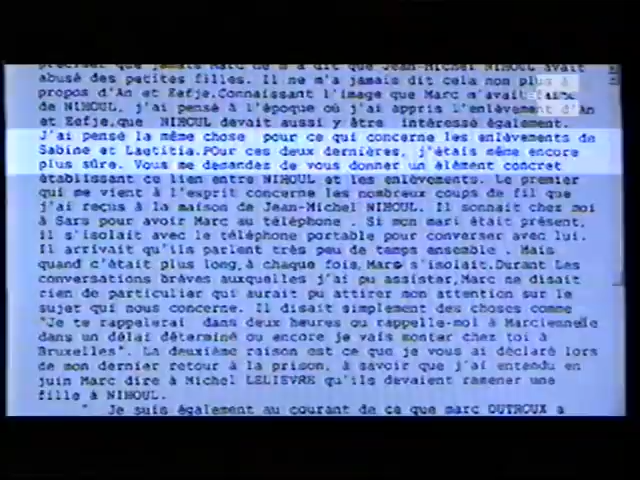 préciser que jamais Marc ne m'a dit que Jean-Michel NIHOUL avait
abusé des petites filles. Il ne m'a jamais dit cela non plus à
propos d'An et Eefje.Connaissant l'image que Marc m'avait
de NIHOUL, j'ai pensé à l'époque où j'ai appris l'enlèvement d'An
et Eefje,que NIHOUL devait aussi y être intéressé également.
J'ai pensé la même chose pour ce qui concerne les enlèvements de
Sabine et Laetitia.POur ces deux dernières, j'étais même encore
plus sûre. Vous me demandez de vous donner un élément concret
établissant ce lien entre NIHOUL et les enlèvements. Le premier
qui me vient à l'esprit concerne les nombreux coups de fil que
j'ai reçus à la maison de Jean-Michel NIHOUL. Il sonnait chez moi
à Sars pour avoir Marc au téléphone . Si mon mari était présent,
il s'isolait avec le téléphone portable pour converser avec lui.
Il arrivait qu'ils parlent très peu de temps ensemble . Mais
quand c'était plus long,à chaque fois, Marc s'isolait.Durant les
conversations brèves auxquelles j'ai pu assister,Marc ne disait
rien de particulier qui aurait pu attirer mon attention sur le
sujet qui nous concerne. Il disait simplement des choses comme
"Je te rappelerai dans deux heures ou rappelle-moi à Marcinelle
dans un délai déterminé ou encore je vais monter chez toi à
Bruxelles". La deuxième raison est ce que je vous ai déclaré lors
de mon dernier retour à la prison, à savoir que j'ai entendu en
juin Marc dire à Michel LELIEVRE qu'ils devaient ramener une
fille à NIHOUL.
" Je suis également au courant de ce que marc DUTROUX a